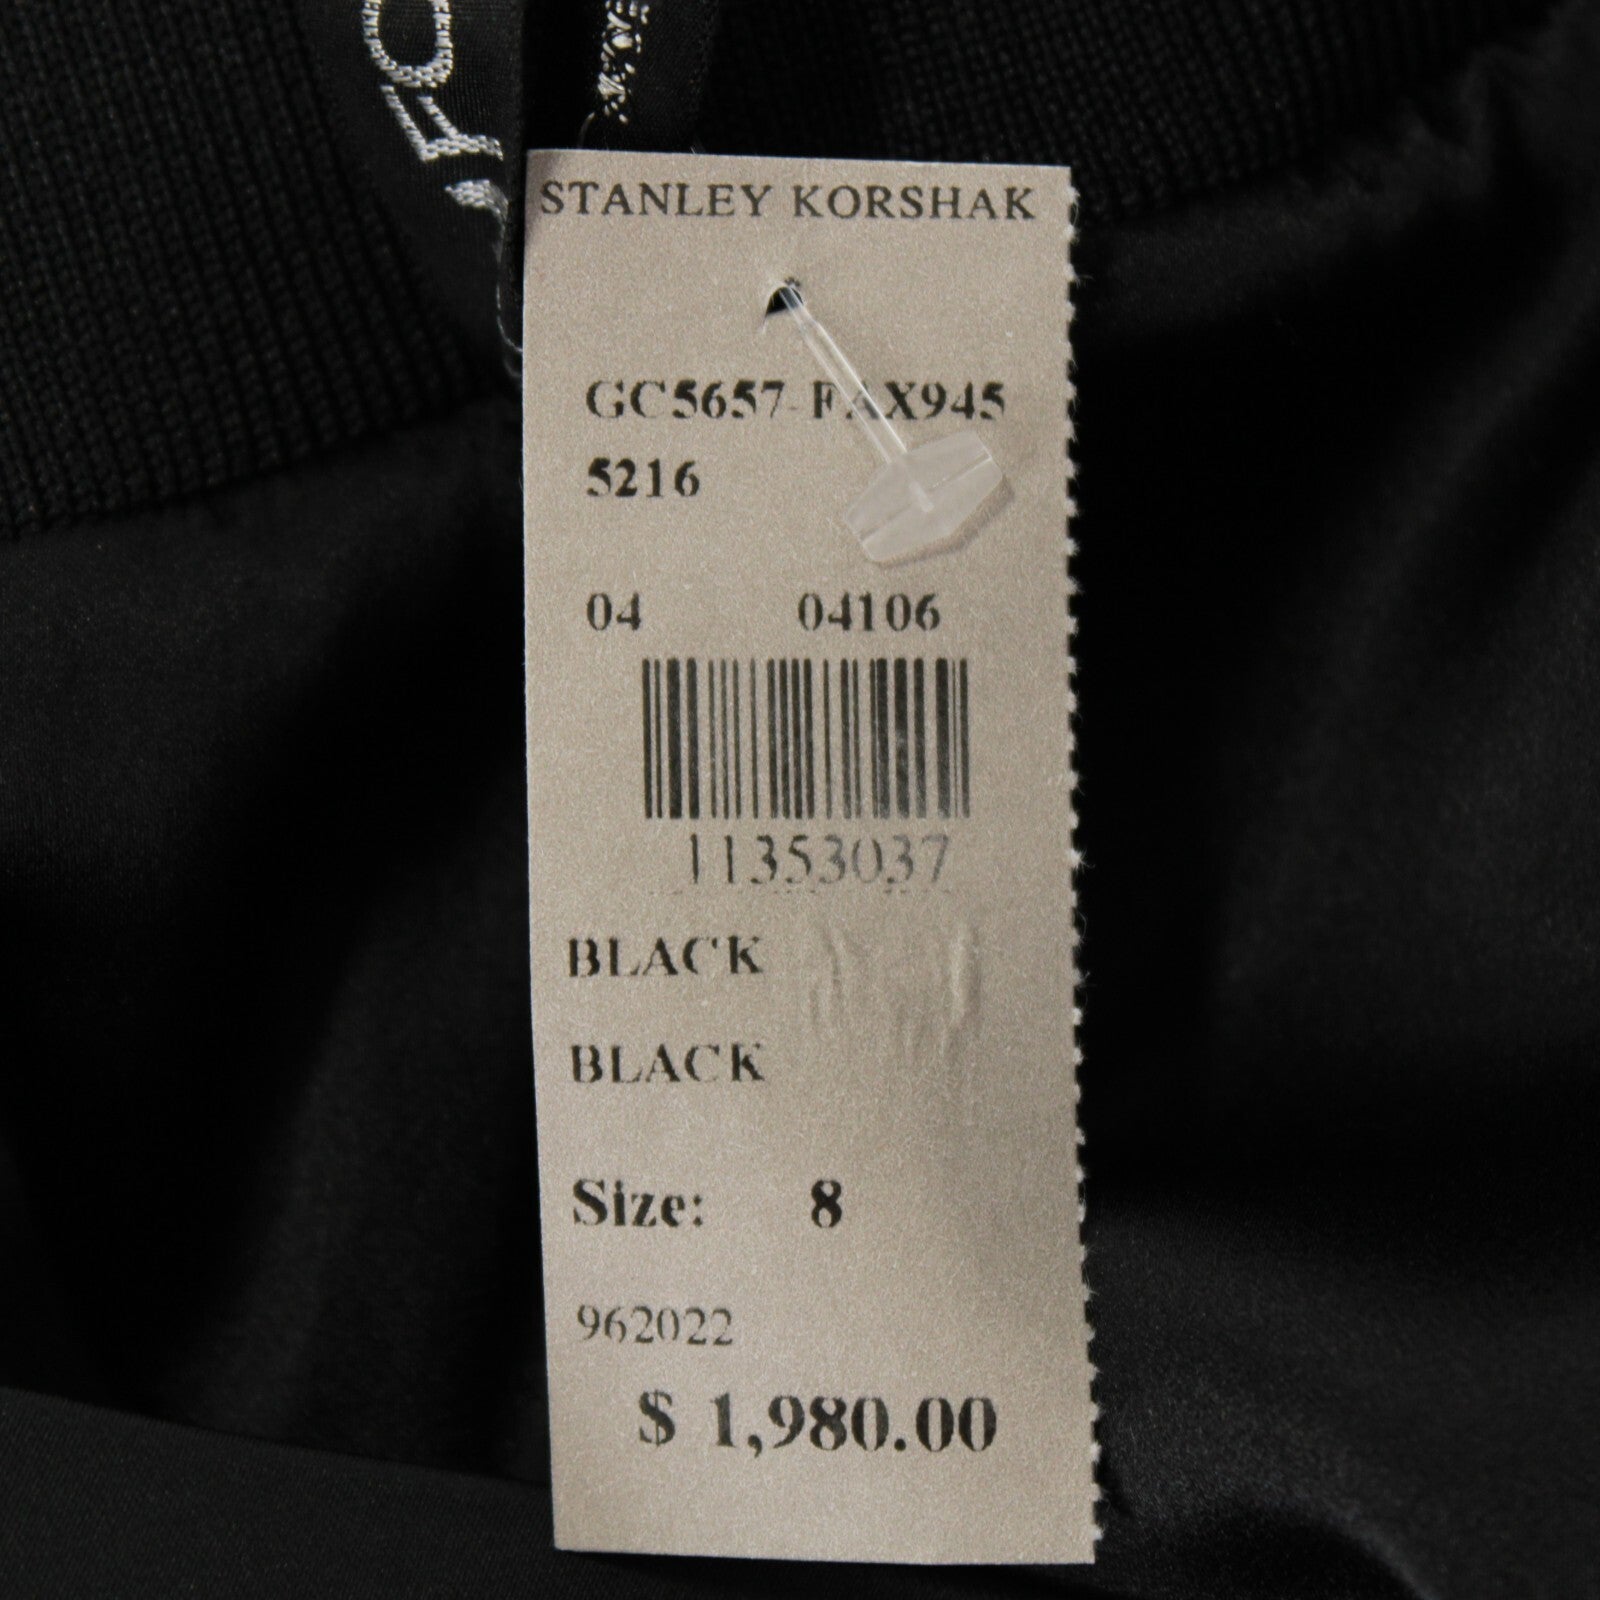 STANLEY KORSHAK
GC5657-FAX945
5216
04 04106
11353037
BLACK
BLACK
Size: 8
962022
$ 1,980.00